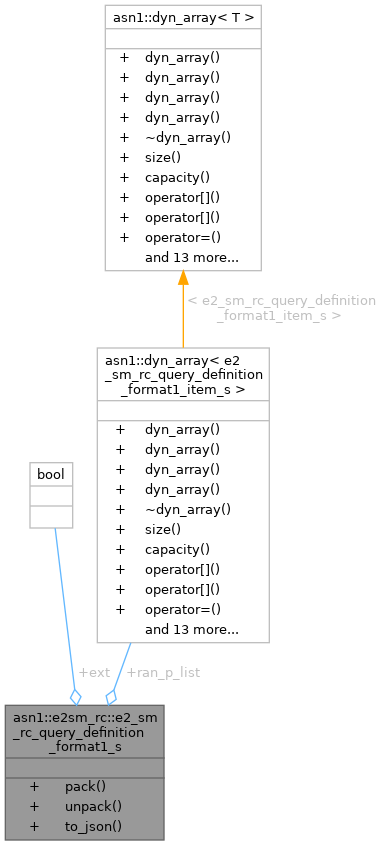 asn1::dyn_array< T >
+ dyn_array()
+ dyn_array()
+ dyn_array()
+ dyn_array()
+ ~dyn_array()
+ size()
+ capacity()
+ operator[]()
+ operator[]()
+ operator=()
and 13 more...
< e2_sm_rc_query_definition
_format1_item_s >
asn1::dyn_array< e2
_sm_rc_query_definition
_format1_item_s >
+ dyn_array()
+ dyn_array()
+ dyn_array()
+ dyn_array()
+ ~dyn_array()
+ size()
+ capacity()
+ operator[]()
+ operator[]()
+ operator=()
and 13 more...
bool
+ext
+ran_p_list
asn1::e2sm_rc::e2_sm
_rc_query_definition
_format1_s
+ pack()
+ unpack()
+ to_json()